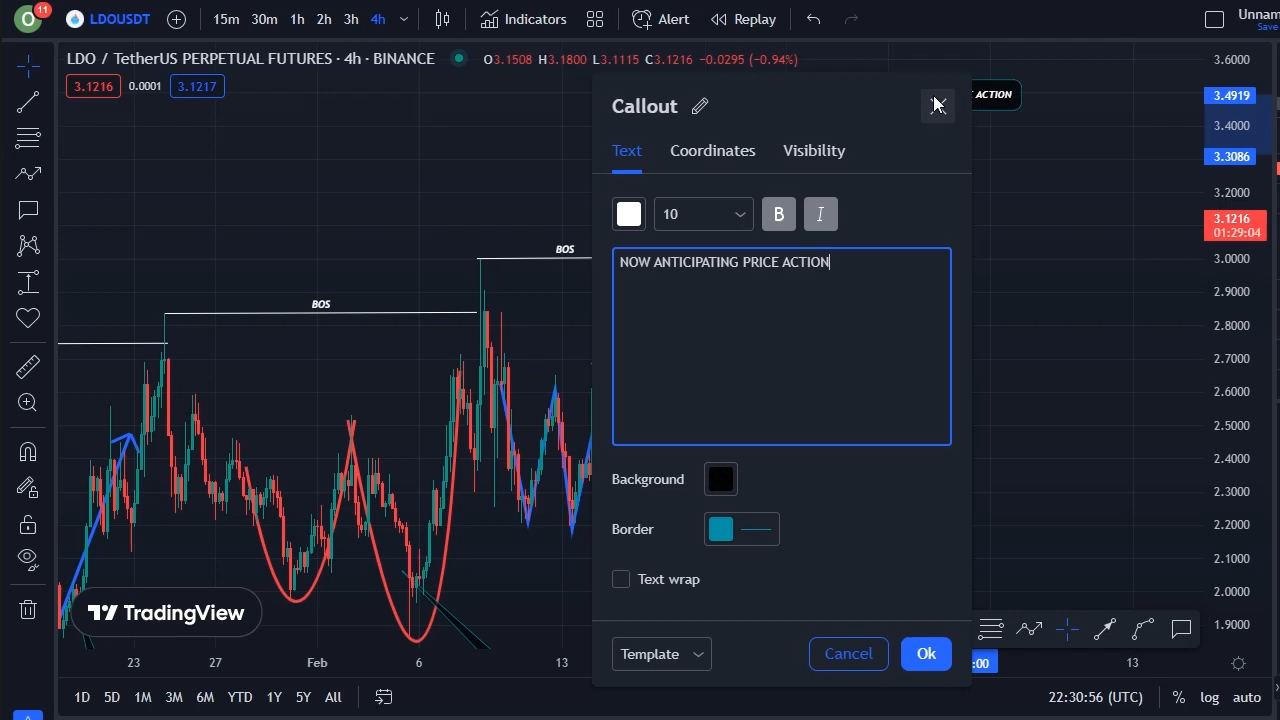 O
11
LDOUSDT
15m 30m 1h 2h 3h 4h
Indicators
Alert
Replay
Unnam
Save
LDO / TetherUS PERPETUAL FUTURES · 4h · BINANCE
O3.1508 H3.1800 L3.1115 C3.1216 -0.0295 (-0.94%)
3.1216 0.0001 3.1217
ACTION
Callout
Text Coordinates Visibility
10
B
I
NOW ANTICIPATING PRICE ACTION
Background
Border
Text wrap
Template
Cancel
Ok
BOS
BOS
TradingView
3.6000
3.4919
3.4000
3.3086
3.2000
3.1216
01:29:04
3.0000
2.9000
2.8000
2.7000
2.6000
2.5000
2.4000
2.3000
2.2000
2.1000
2.0000
1.9000
23 27 Feb 6 13 :00 13
1D 5D 1M 3M 6M YTD 1Y 5Y All
22:30:56 (UTC) % log auto